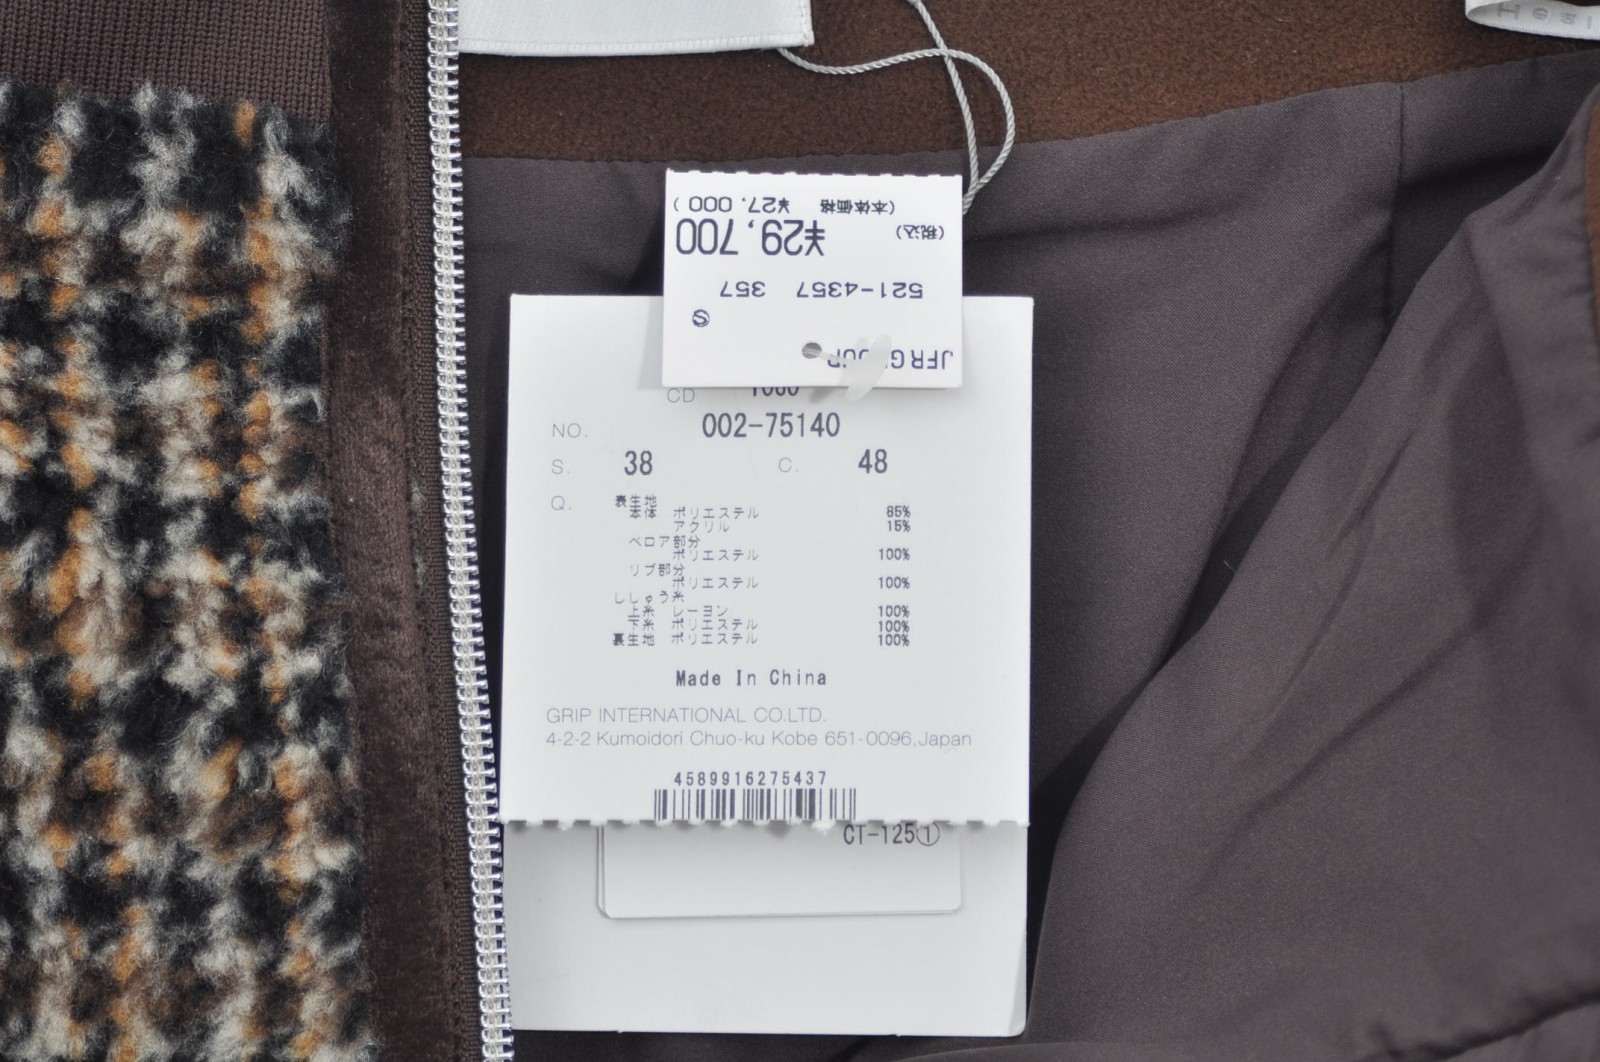 JFR G
Ⓢ
521-4357 357
(税込) ¥29,700
(本体価格 ¥27,000)
CD 1000
NO. 002-75140
S. 38 C. 48
Q. 表生地
本体 ポリエステル 85%
アクリル 15%
ベロア部分
ポリエステル 100%
リブ部分
ポリエステル 100%
ししゅう糸
上糸 レーヨン 100%
下糸 ポリエステル 100%
裏生地 ポリエステル 100%
Made In China
GRIP INTERNATIONAL CO.LTD.
4-2-2 Kumoidori Chuo-ku Kobe 651-0096,Japan
4589916275437
CT-125①